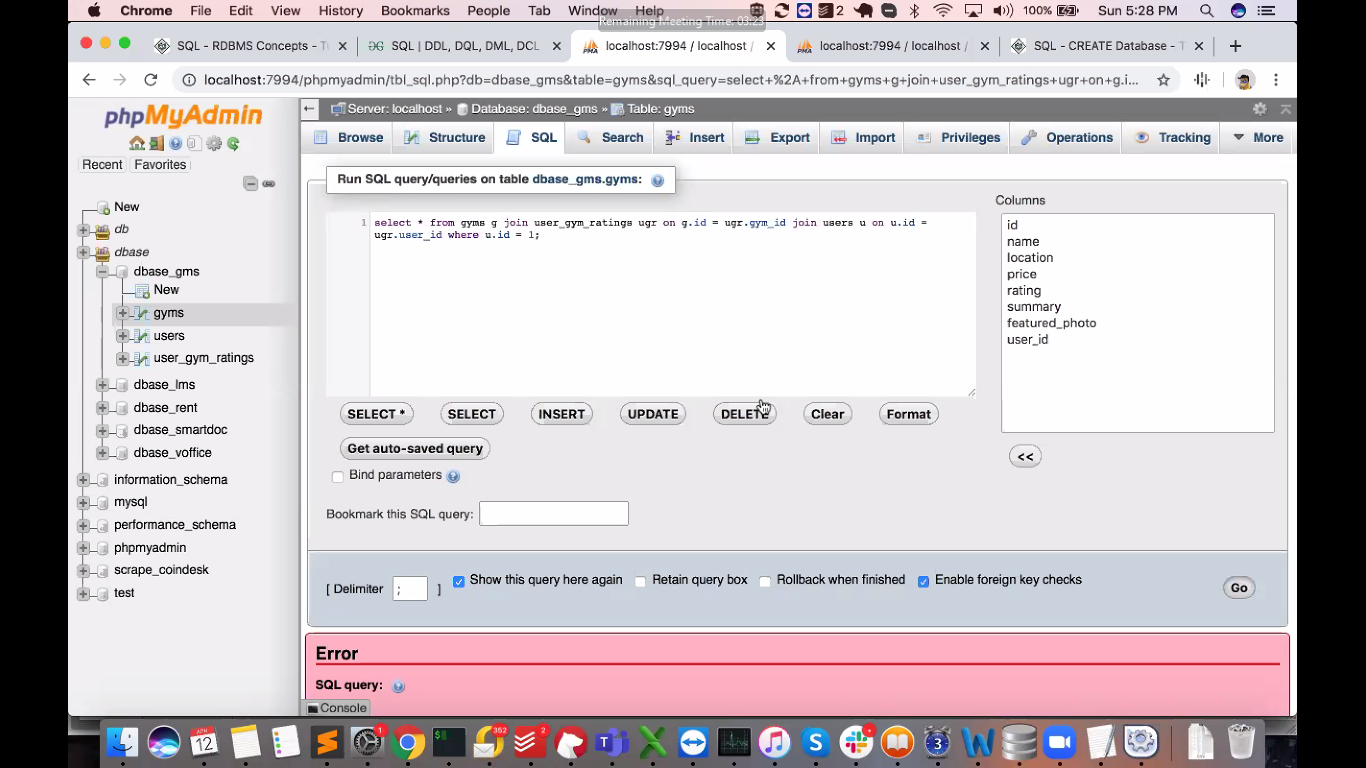 Chrome File Edit View History Bookmarks People Tab Window Help 2 100% Sun 5:28 PM
Remaining Meeting Time: 03:23
SQL - RDBMS Concepts - T SQL | DDL, DQL, DML, DCL localhost:7994 / localhost / localhost:7994 / localhost / SQL - CREATE Database - T
localhost:7994/phpmyadmin/tbl_sql.php?db=dbase_gms&table=gyms&sql_query=select+%2A+from+gyms+g+join+user_gym_ratings+ugr+on+g.i...
phpMyAdmin
Recent Favorites
New
db
dbase
dbase_gms
New
gyms
users
user_gym_ratings
dbase_lms
dbase_rent
dbase_smartdoc
dbase_voffice
information_schema
mysql
performance_schema
phpmyadmin
scrape_coindesk
test
Server: localhost » Database: dbase_gms » Table: gyms
Browse Structure SQL Search Insert Export Import Privileges Operations Tracking More
Run SQL query/queries on table dbase_gms.gyms:
1 select * from gyms g join user_gym_ratings ugr on g.id = ugr.gym_id join users u on u.id =
ugr.user_id where u.id = 1;
Columns
id
name
location
price
rating
summary
featured_photo
user_id
<<
SELECT * SELECT INSERT UPDATE DELETE Clear Format
Get auto-saved query
Bind parameters
Bookmark this SQL query:
[ Delimiter ; ] Show this query here again Retain query box Rollback when finished Enable foreign key checks Go
Error
SQL query:
Console
APR
12 1 352 2 3